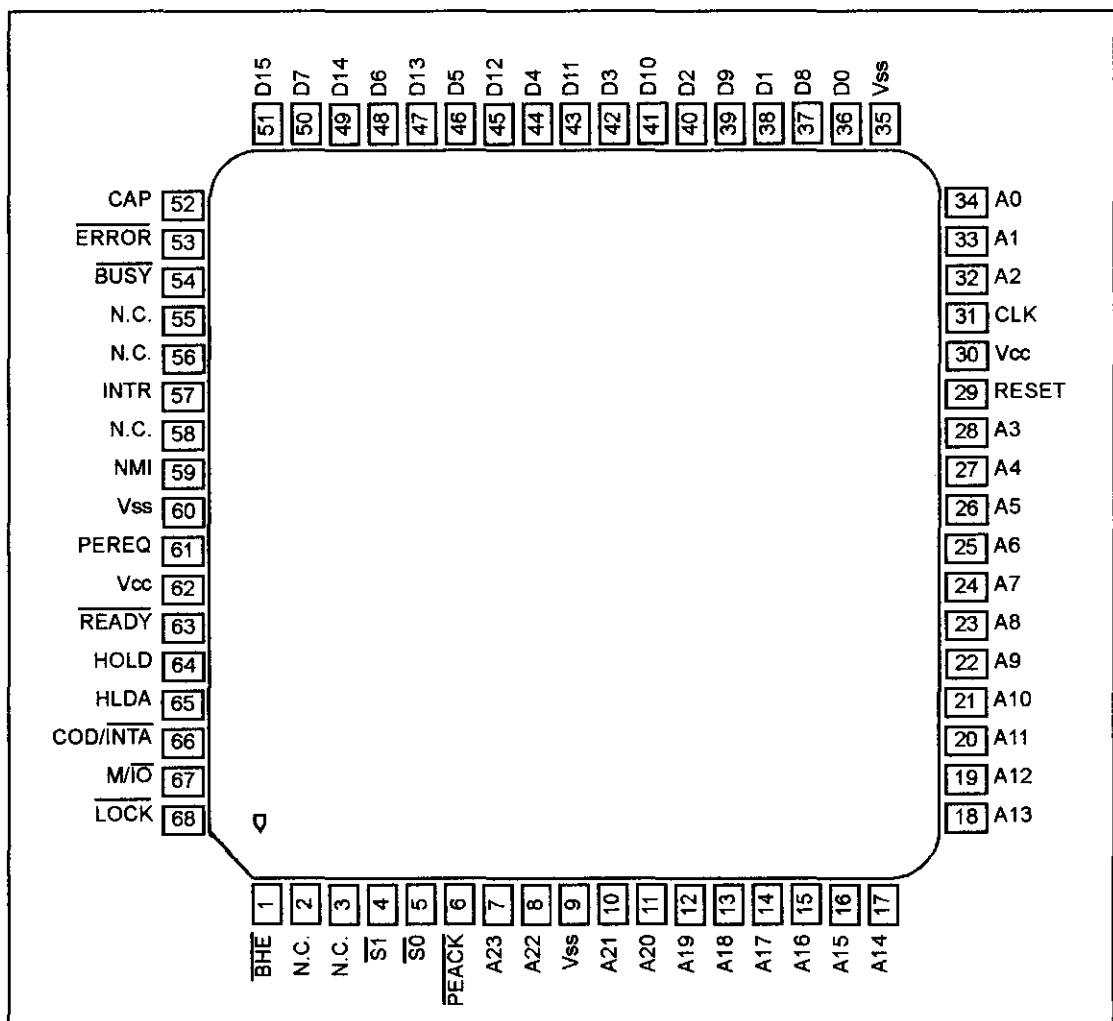 D15 D7 D14 D6 D13 D5 D12 D4 D11 D3 D10 D2 D9 D1 D8 D0 Vss
51 50 49 48 47 46 45 44 43 42 41 40 39 38 37 36 35
CAP 52
ERROR 53
BUSY 54
N.C. 55
N.C. 56
INTR 57
N.C. 58
NMI 59
Vss 60
PEREQ 61
Vcc 62
READY 63
HOLD 64
HLDA 65
COD/INTA 66
M/IO 67
LOCK 68
34 A0
33 A1
32 A2
31 CLK
30 Vcc
29 RESET
28 A3
27 A4
26 A5
25 A6
24 A7
23 A8
22 A9
21 A10
20 A11
19 A12
18 A13
1 2 3 4 5 6 7 8 9 10 11 12 13 14 15 16 17
BHE N.C. N.C. S1 S0 PEACK A23 A22 Vss A21 A20 A19 A18 A17 A16 A15 A14